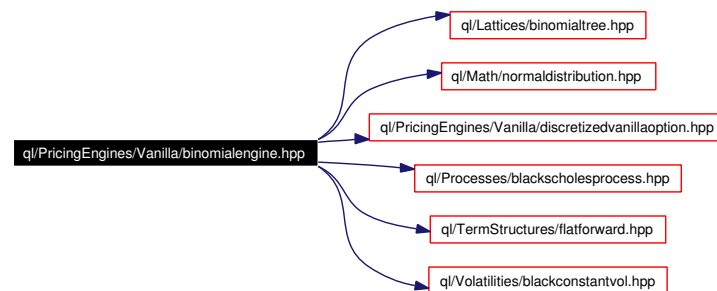 ql/Lattices/binomialtree.hpp
ql/Math/normaldistribution.hpp
ql/PricingEngines/Vanilla/discretizedvanillaoption.hpp
ql/PricingEngines/Vanilla/binomialengine.hpp
ql/Processes/blackscholesprocess.hpp
ql/TermStructures/flatforward.hpp
ql/Volatilities/blackconstantvol.hpp